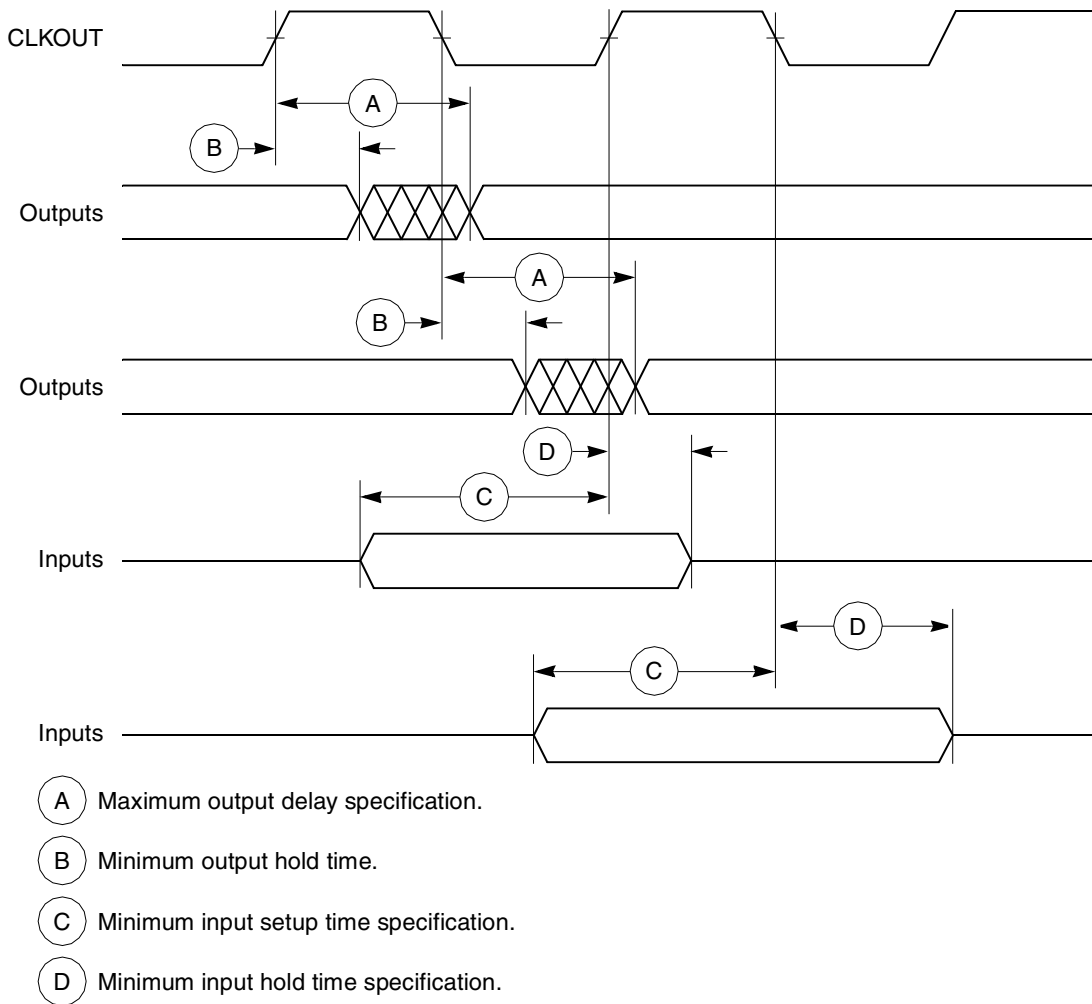 CLKOUT
A
B
Outputs
A
B
Outputs
D
C
Inputs
D
C
Inputs
A Maximum output delay specification.
B Minimum output hold time.
C Minimum input setup time specification.
D Minimum input hold time specification.